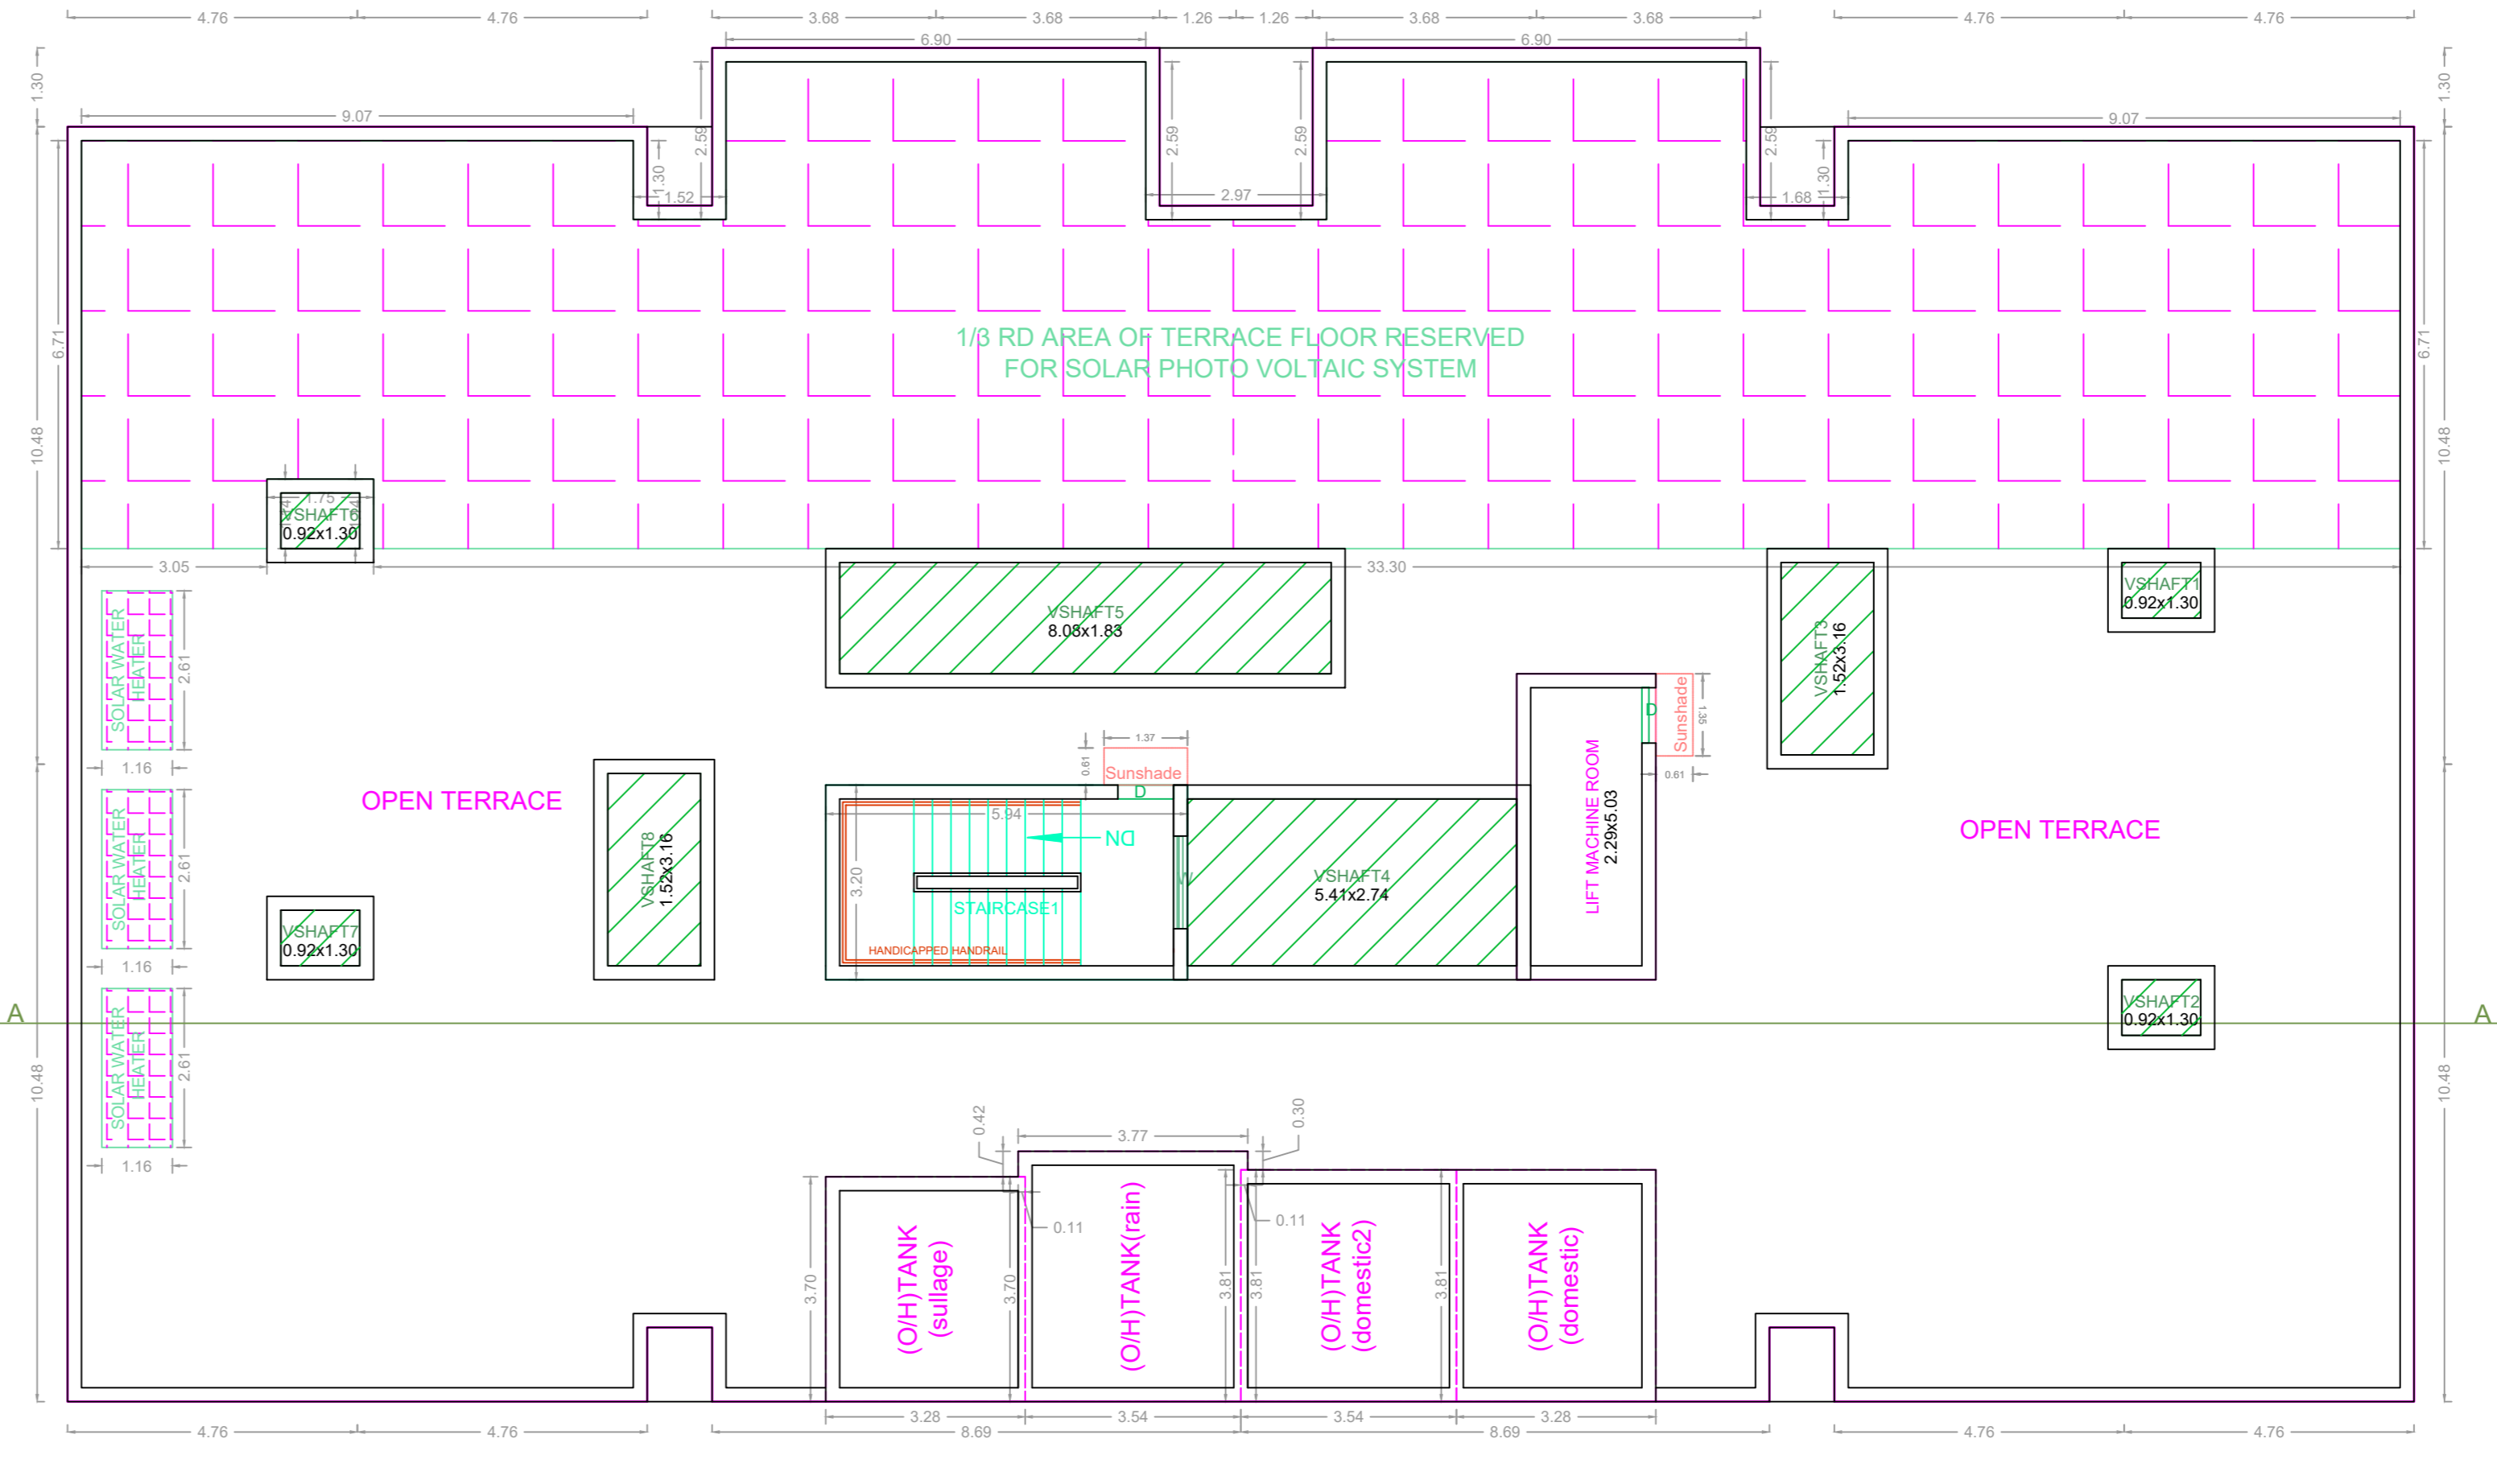 4.76
4.76
3.68
3.68
1.26
1.26
3.68
3.68
4.76
4.76
6.90
6.90
1.30
1.30
9.07
9.07
2.59
2.59
2.59
2.59
1.30
1.52
2.97
1.68
1.30
6.71
6.71
10.48
10.48
1/3 RD AREA OF TERRACE FLOOR RESERVED
FOR SOLAR PHOTO VOLTAIC SYSTEM
1.75
VSHAFT6
0.92x1.30
3.05
33.30
VSHAFT5
8.08x1.83
VSHAFT3
1.52x3.16
VSHAFT1
0.92x1.30
SOLAR WATER
HEATER
2.61
1.16
SOLAR WATER
HEATER
2.61
1.16
SOLAR WATER
HEATER
2.61
1.16
OPEN TERRACE
OPEN TERRACE
D
Sunshade
1.35
0.61
LIFT MACHINE ROOM
2.29x5.03
1.37
0.61
Sunshade
D
5.94
DN
3.20
STAIRCASE1
HANDICAPPED HANDRAIL
W
VSHAFT4
5.41x2.74
VSHAFT8
1.52x3.16
VSHAFT7
0.92x1.30
VSHAFT2
0.92x1.30
A
A
10.48
10.48
0.42
3.77
0.30
0.11
0.11
3.70
(O/H)TANK
(sullage)
3.70
(O/H)TANK(rain)
3.81
3.81
(O/H)TANK
(domestic2)
3.81
(O/H)TANK
(domestic)
3.28
3.54
3.54
3.28
4.76
4.76
8.69
8.69
4.76
4.76